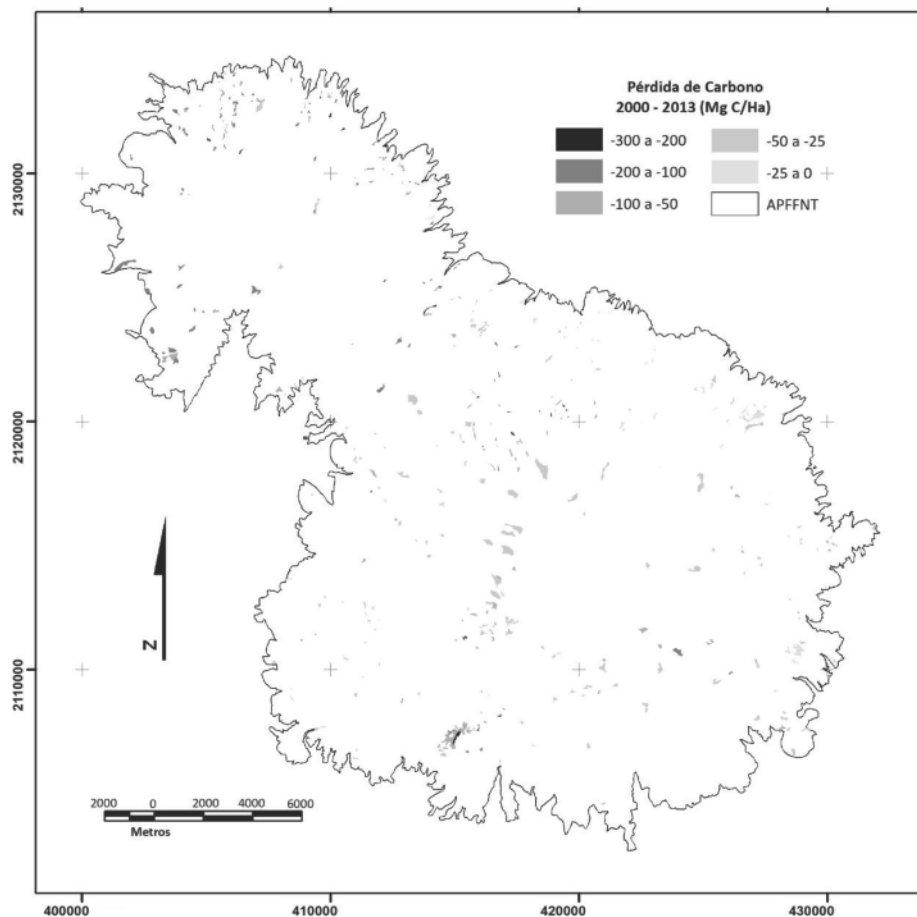 Pérdida de Carbono
2000 - 2013 (Mg C/Ha)
-300 a -200
-50 a -25
-200 a -100
-25 a 0
-100 a -50
APFFNT
2130000
2120000
2110000
N
2000 0 2000 4000 6000
Metros
400000 410000 420000 430000